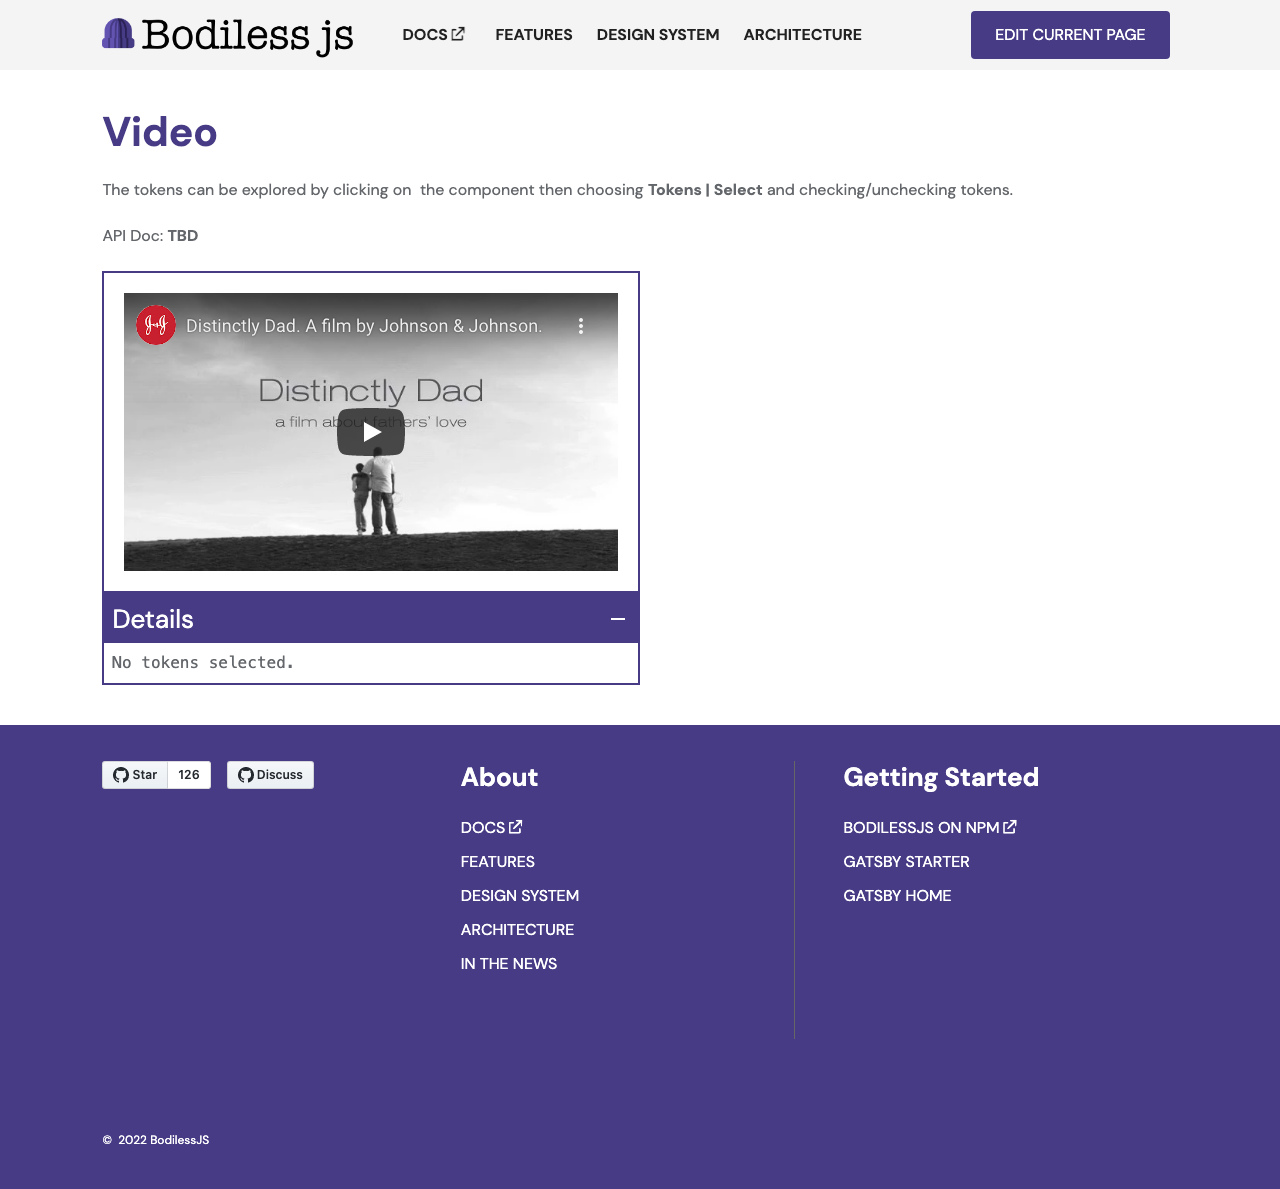 Bodiless js
DOCS
FEATURES
DESIGN SYSTEM
ARCHITECTURE
EDIT CURRENT PAGE
Video
The tokens can be explored by clicking on  the component then choosing Tokens | Select and checking/unchecking tokens.
API Doc: TBD
J&J
Distinctly Dad. A film by Johnson & Johnson.
Distinctly Dad
a film about fathers' love
Details
No tokens selected.
Star
126
Discuss
About
DOCS
FEATURES
DESIGN SYSTEM
ARCHITECTURE
IN THE NEWS
Getting Started
BODILESSJS ON NPM
GATSBY STARTER
GATSBY HOME
© 2022 BodilessJS